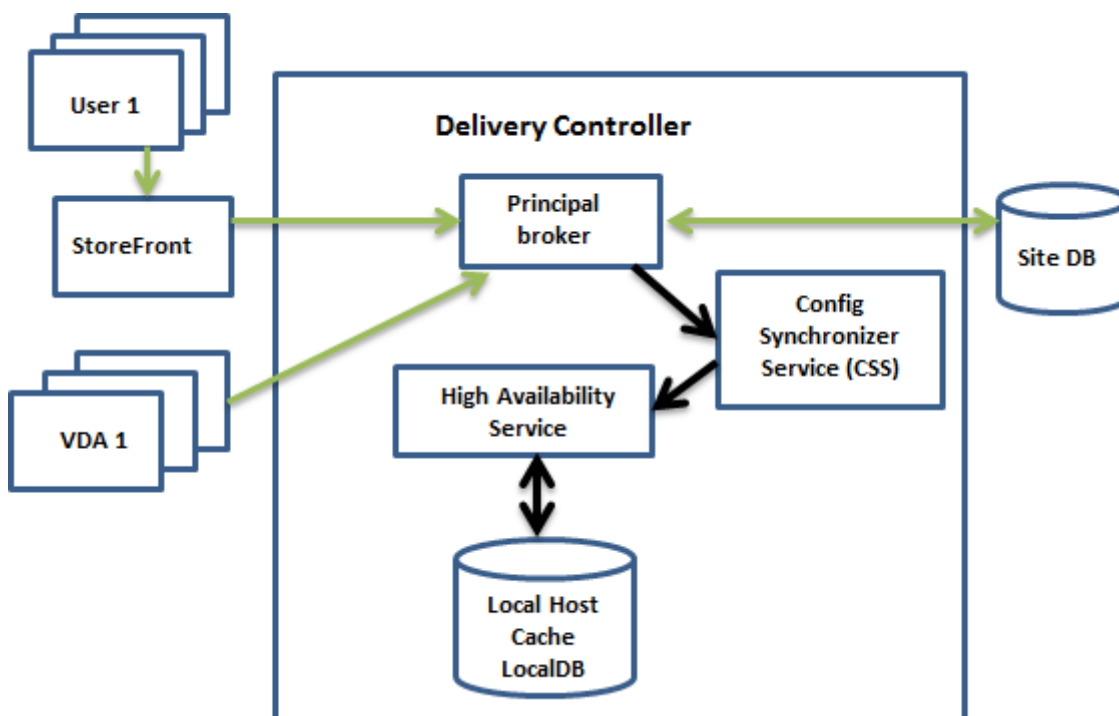 User 1
Delivery Controller
StoreFront
Principal
broker
Site DB
Config
Synchronizer
Service (CSS)
High Availability
Service
VDA 1
Local Host
Cache
LocalDB